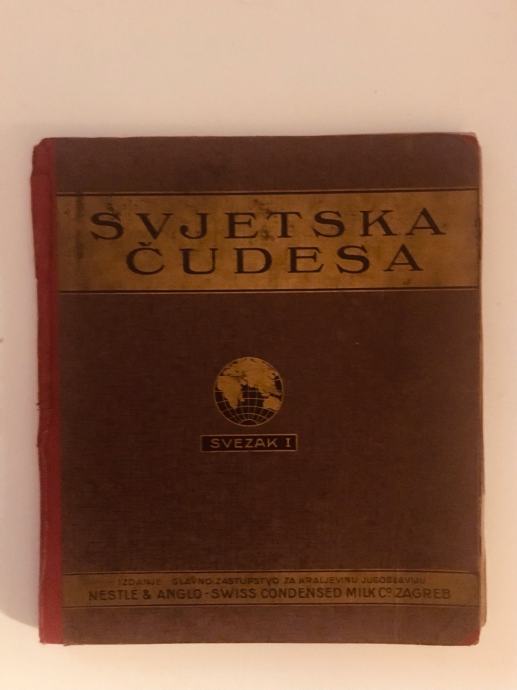 SVJETSKA
ČUDESA
SVEZAK I
IZDANJE GLAVNO ZASTUPSTVO ZA KRALJEVINU JUGOSLAVIJU
NESTLE & ANGLO-SWISS CONDENSED MILK Cº. ZAGREB